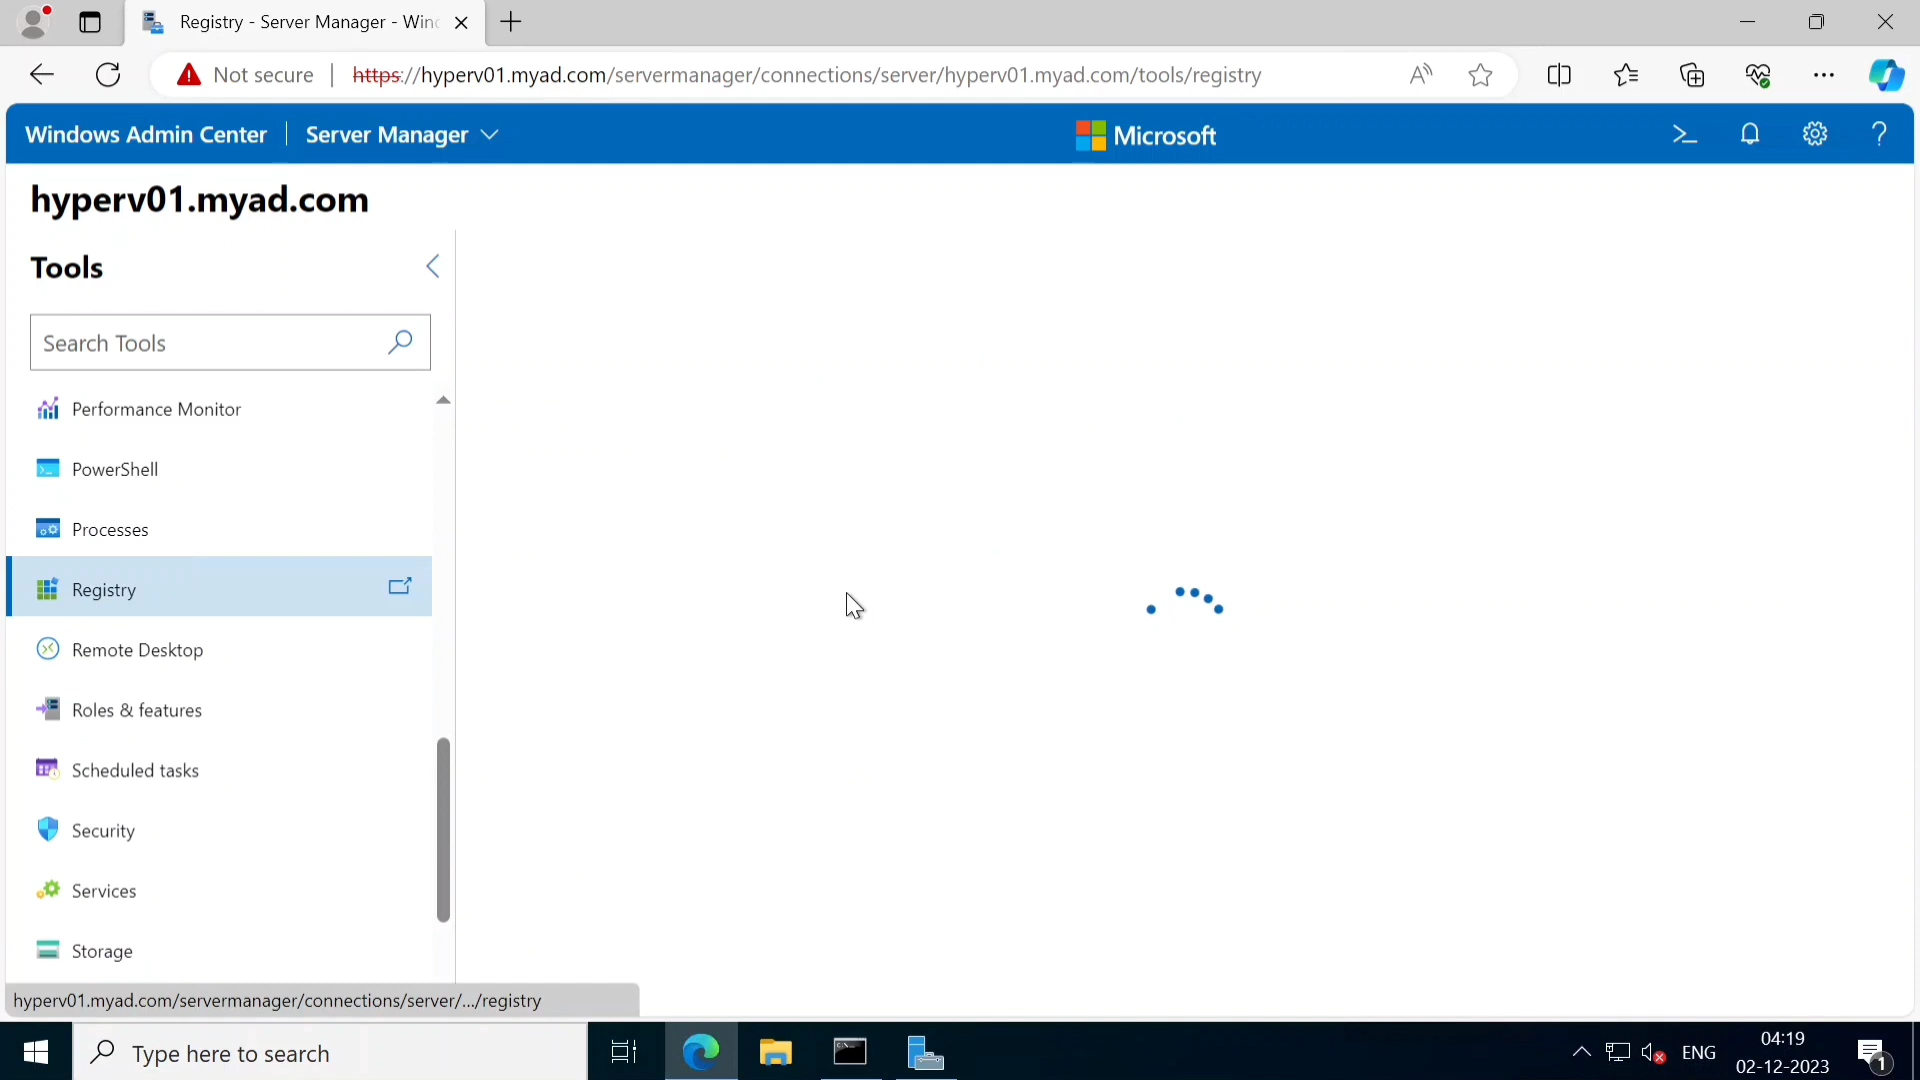 Registry - Server Manager - Win
Not secure
https://hyperv01.myad.com/servermanager/connections/server/hyperv01.myad.com/tools/registry
Windows Admin Center
Server Manager
Microsoft
hyperv01.myad.com
Tools
Search Tools
Performance Monitor
PowerShell
Processes
Registry
Remote Desktop
Roles & features
Scheduled tasks
Security
Services
Storage
hyperv01.myad.com/servermanager/connections/server/.../registry
Type here to search
ENG
04:19
02-12-2023
1